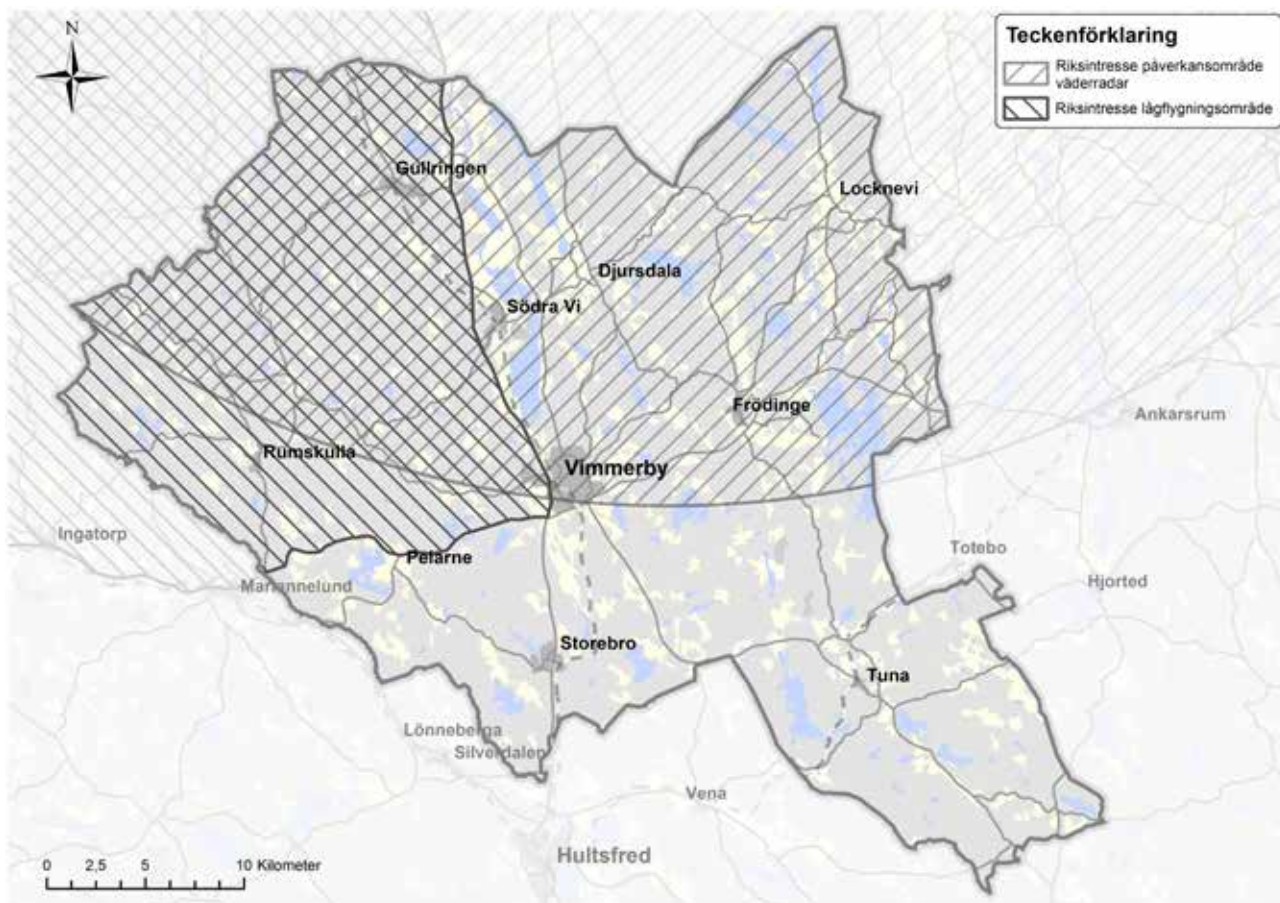 N
Teckenförklaring
Riksintresse påverkansområde
väderradar
Riksintresse lågflygningsområde
Gullringen
Locknevi
Djursdala
Södra Vi
Frödinge
Ankarsrum
Rumskulla
Vimmerby
Ingatorp
Pelarne
Totebo
Mariannelund
Hjorted
Storebro
Tuna
Lönneberga
Silverdalen
Vena
Hultsfred
0 2,5 5 10 Kilometer